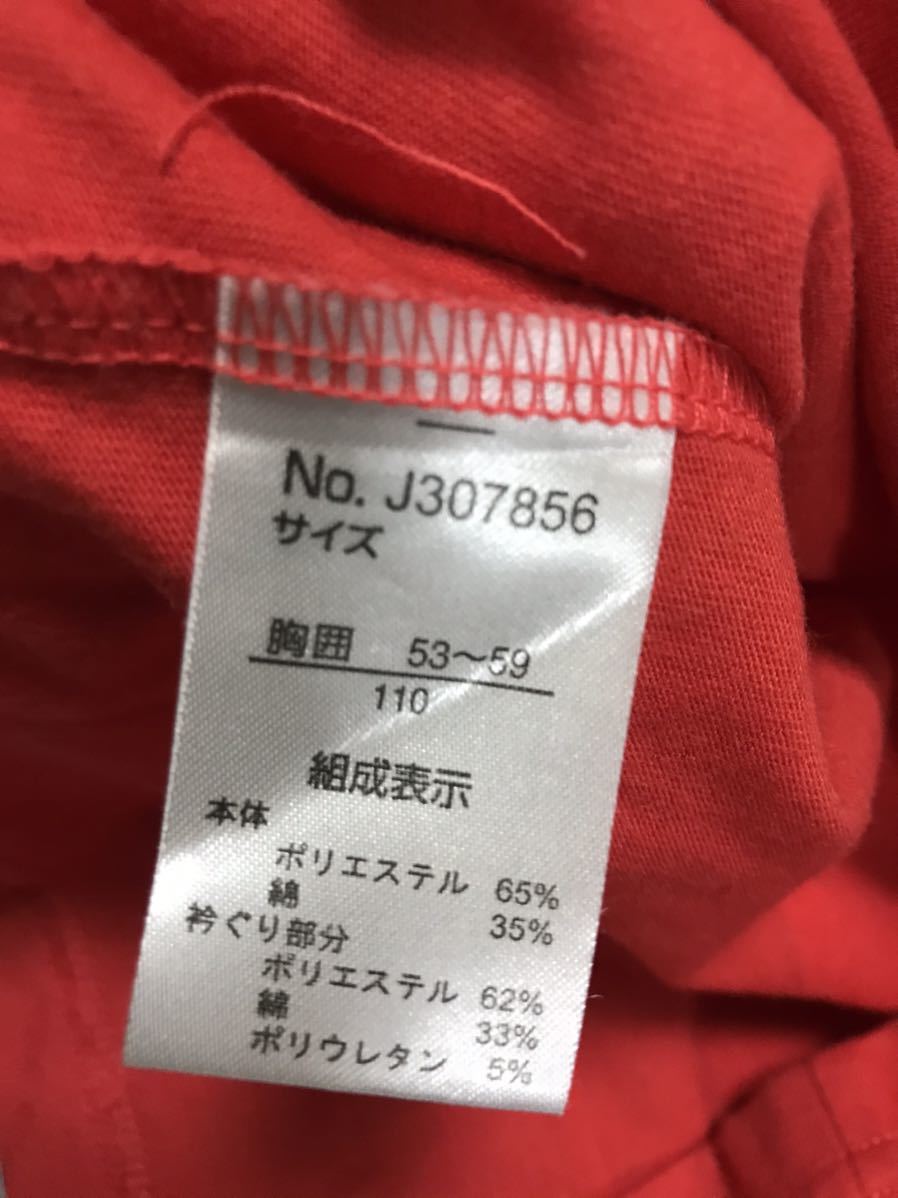 No. J307856
サイズ
胸囲 53〜59
110
組成表示
本体
ポリエステル 65%
綿 35%
衿ぐり部分
ポリエステル 62%
綿 33%
ポリウレタン 5%